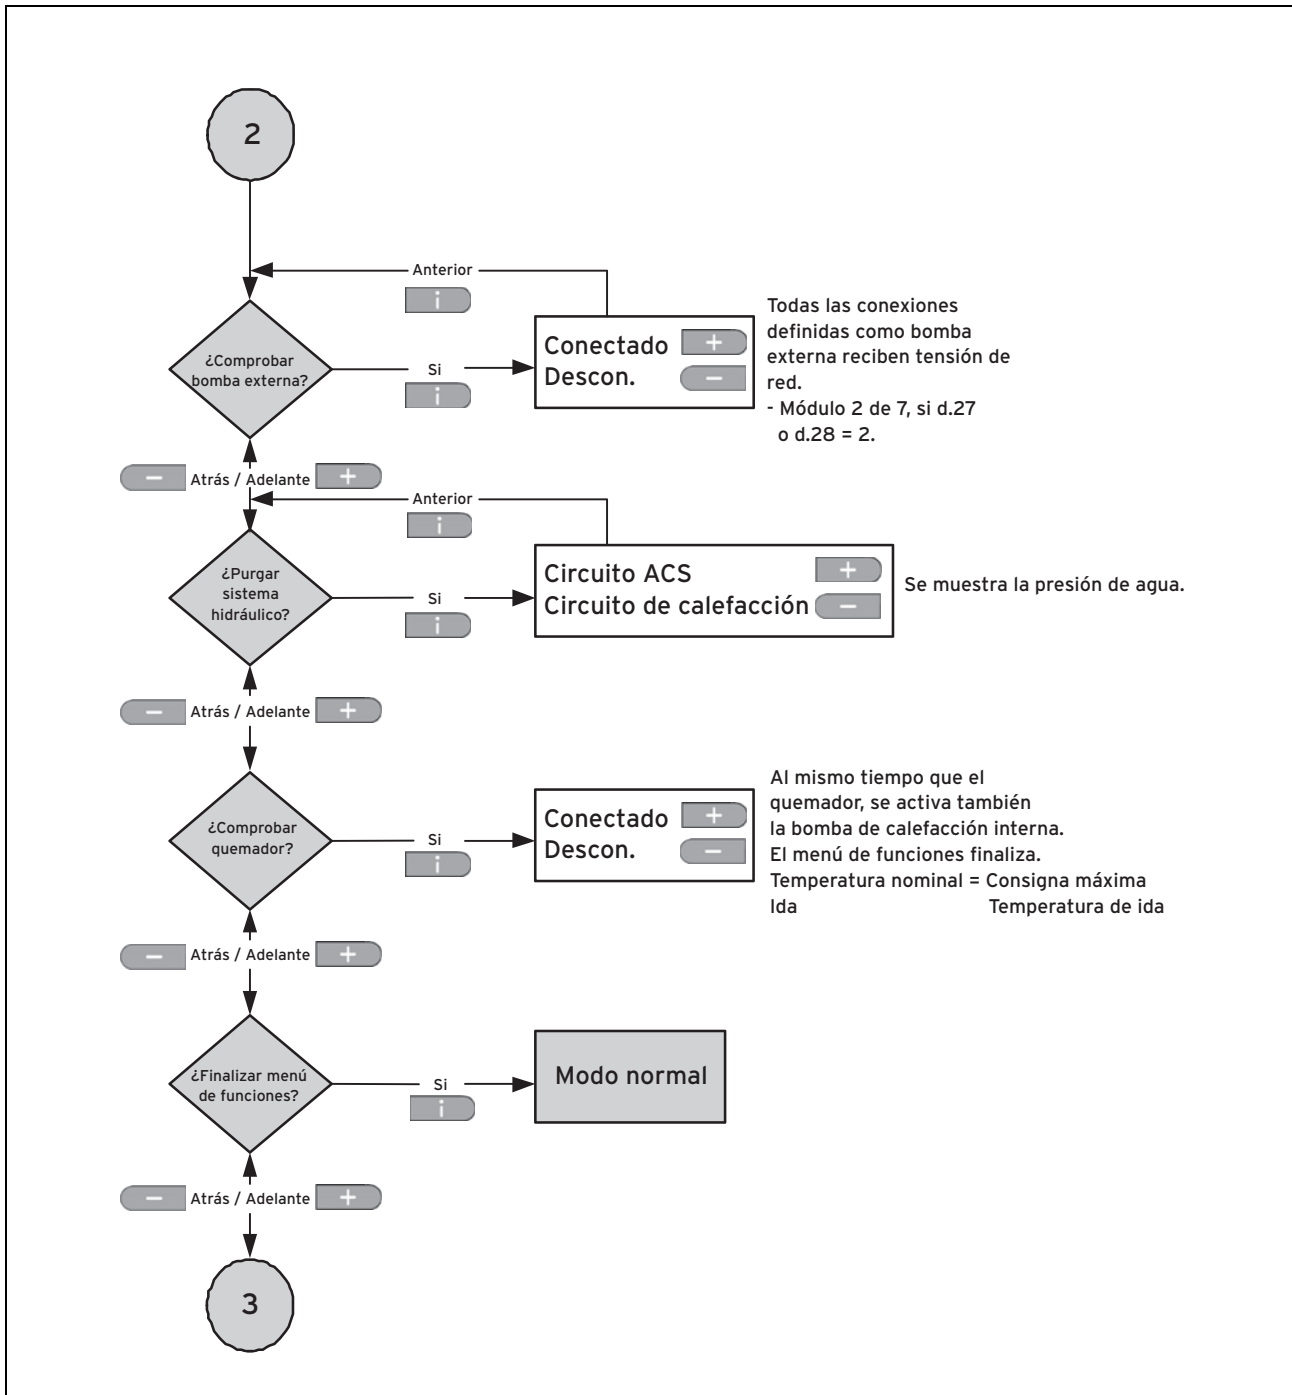 2
Anterior
i
¿Comprobar
bomba externa?
Si
i
Conectado +
Descon. −
Todas las conexiones
definidas como bomba
externa reciben tensión de
red.
- Módulo 2 de 7, si d.27
o d.28 = 2.
− Atrás / Adelante +
Anterior
i
¿Purgar
sistema
hidráulico?
Si
i
Circuito ACS +
Circuito de calefacción −
Se muestra la presión de agua.
− Atrás / Adelante +
¿Comprobar
quemador?
Si
i
Conectado +
Descon. −
Al mismo tiempo que el
quemador, se activa también
la bomba de calefacción interna.
El menú de funciones finaliza.
Temperatura nominal = Consigna máxima
Ida Temperatura de ida
− Atrás / Adelante +
¿Finalizar menú
de funciones?
Si
i
Modo normal
− Atrás / Adelante +
3